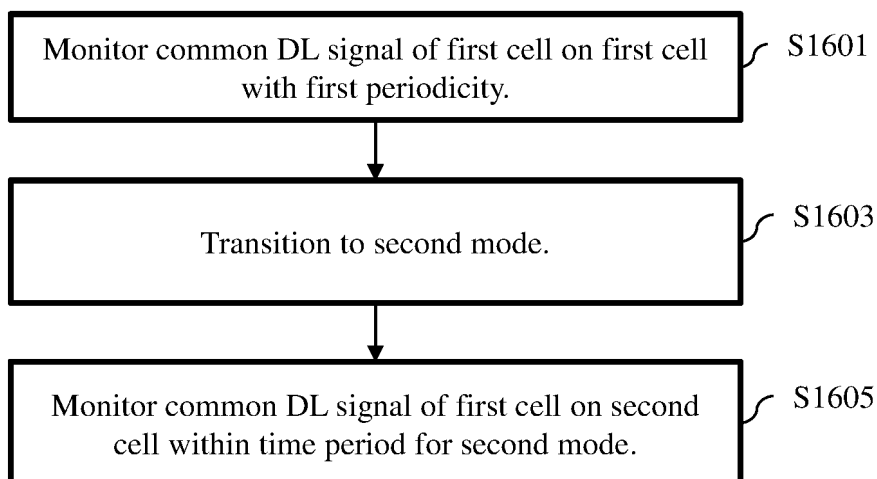 Monitor common DL signal of first cell on first cell
with first periodicity.
S1601
Transition to second mode.
S1603
Monitor common DL signal of first cell on second
cell within time period for second mode.
S1605